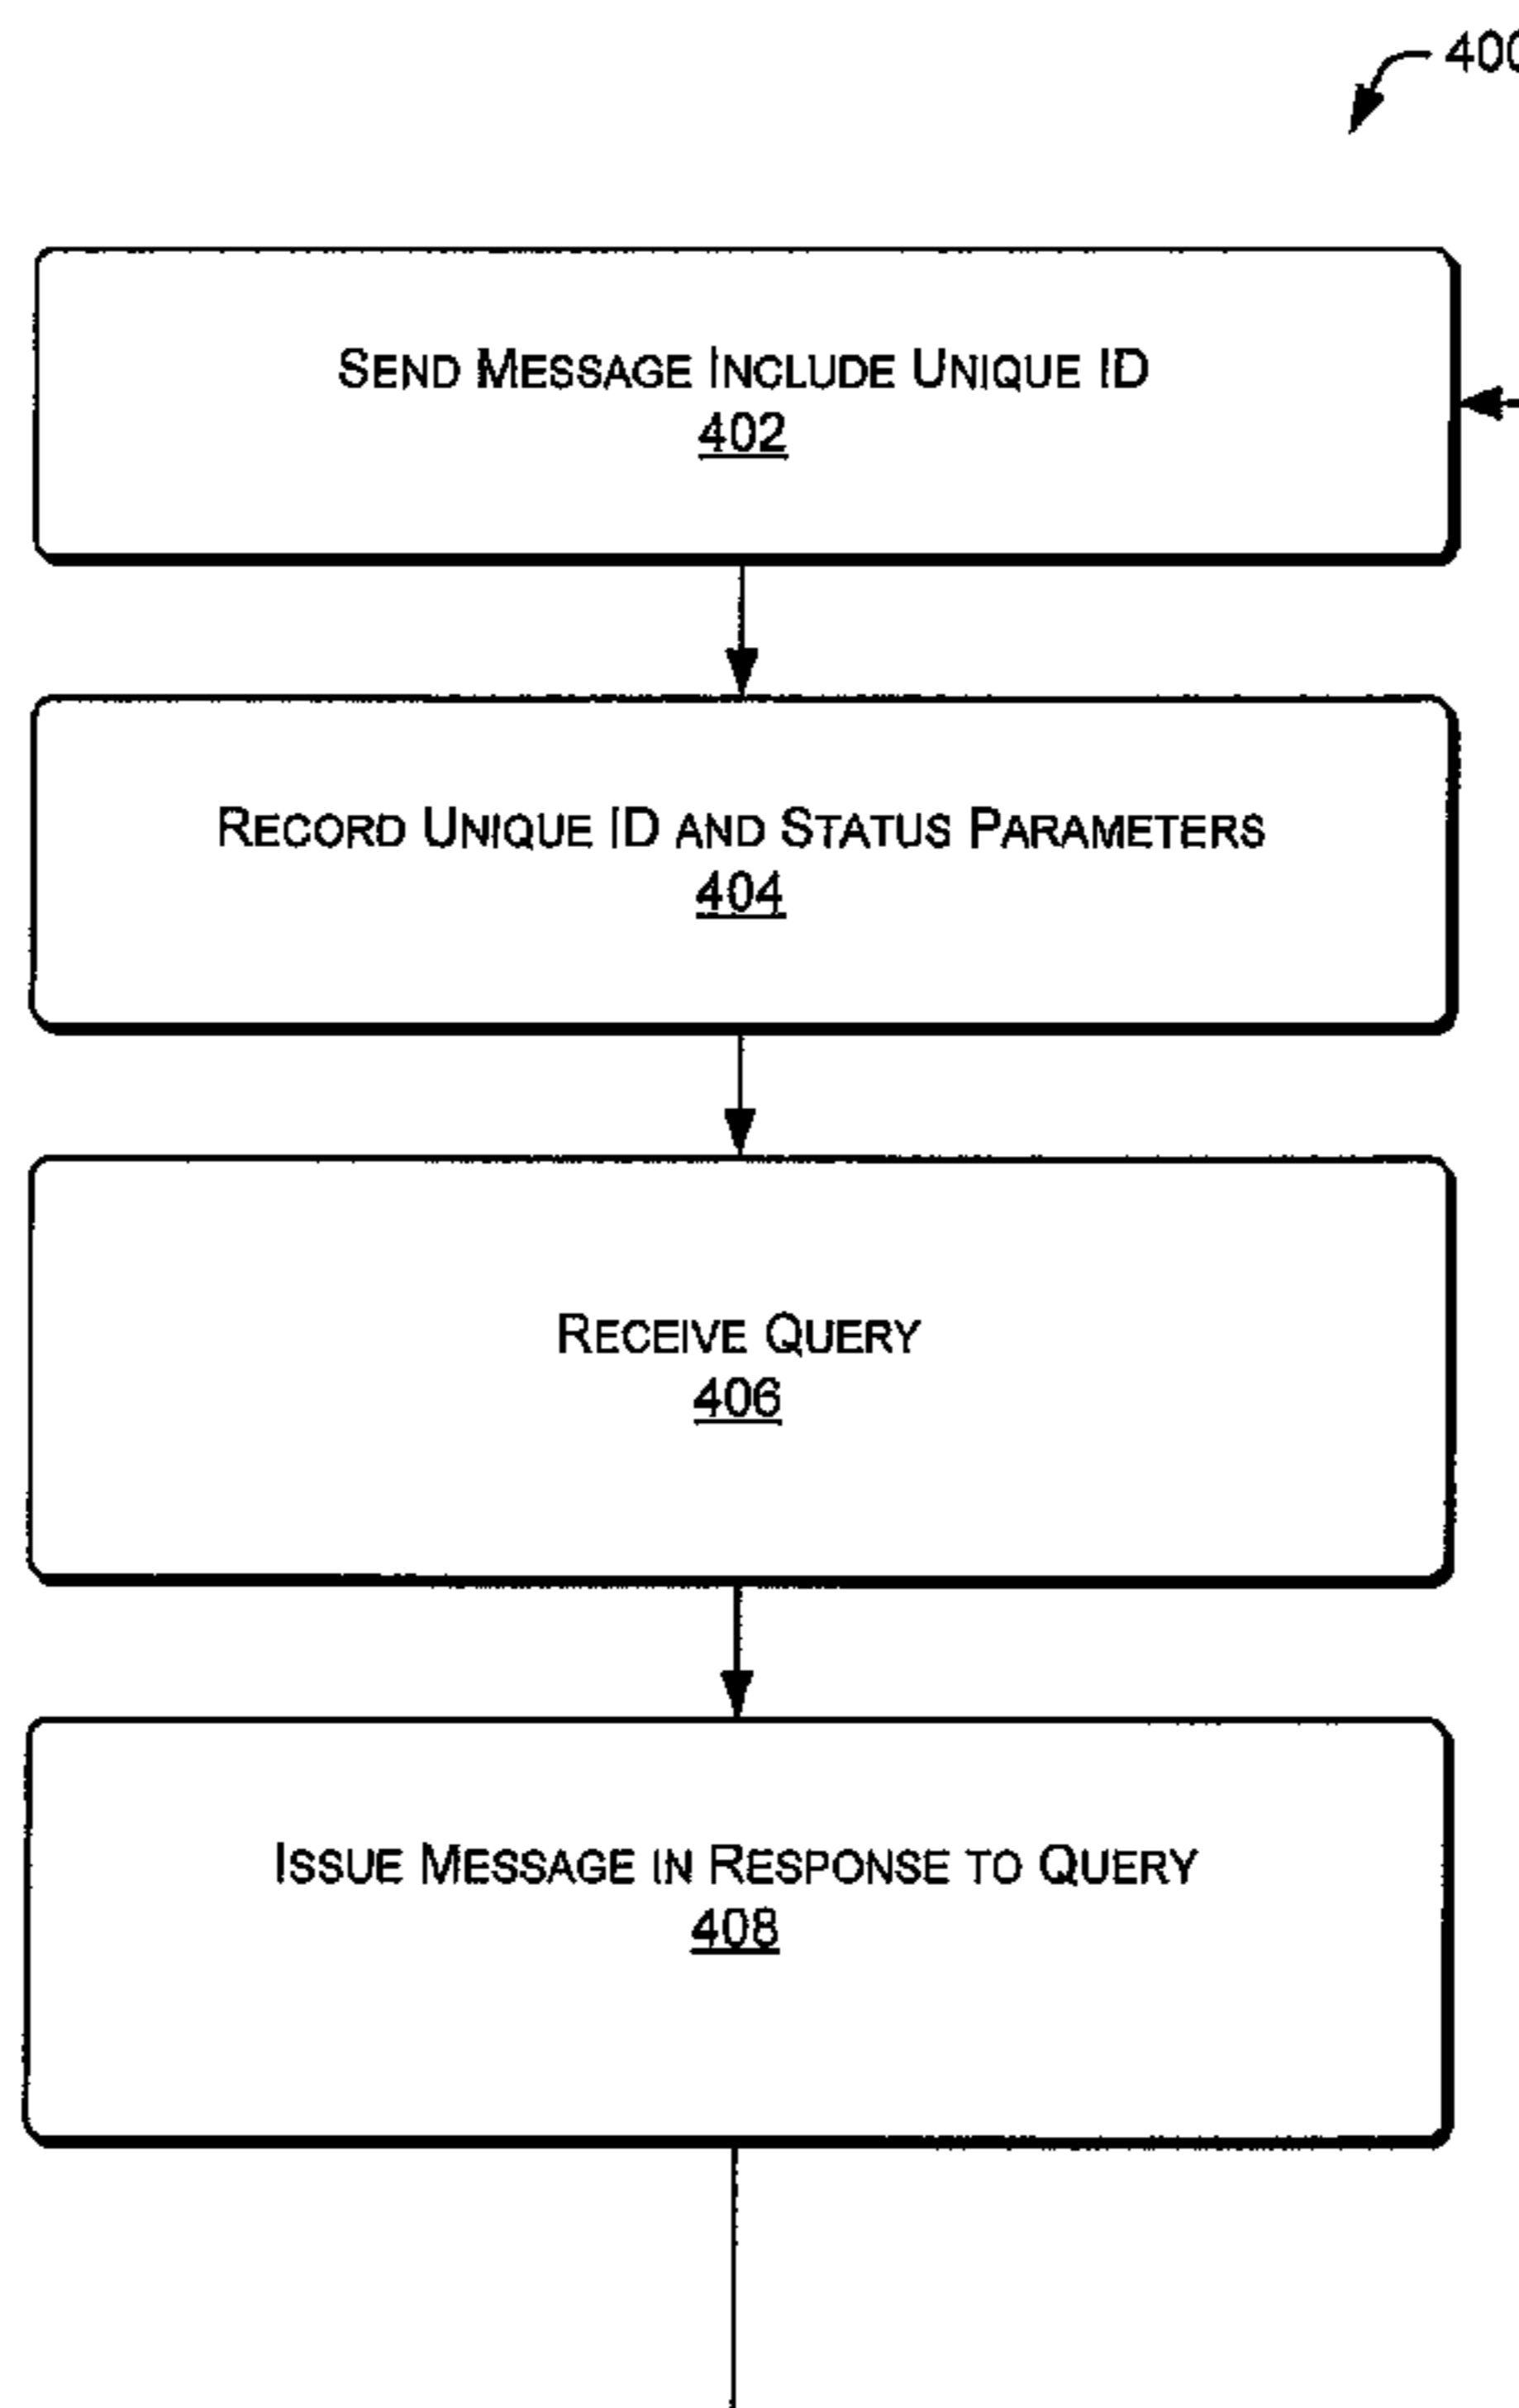 400
SEND MESSAGE INCLUDE UNIQUE ID
402
RECORD UNIQUE ID AND STATUS PARAMETERS
404
RECEIVE QUERY
406
ISSUE MESSAGE IN RESPONSE TO QUERY
408